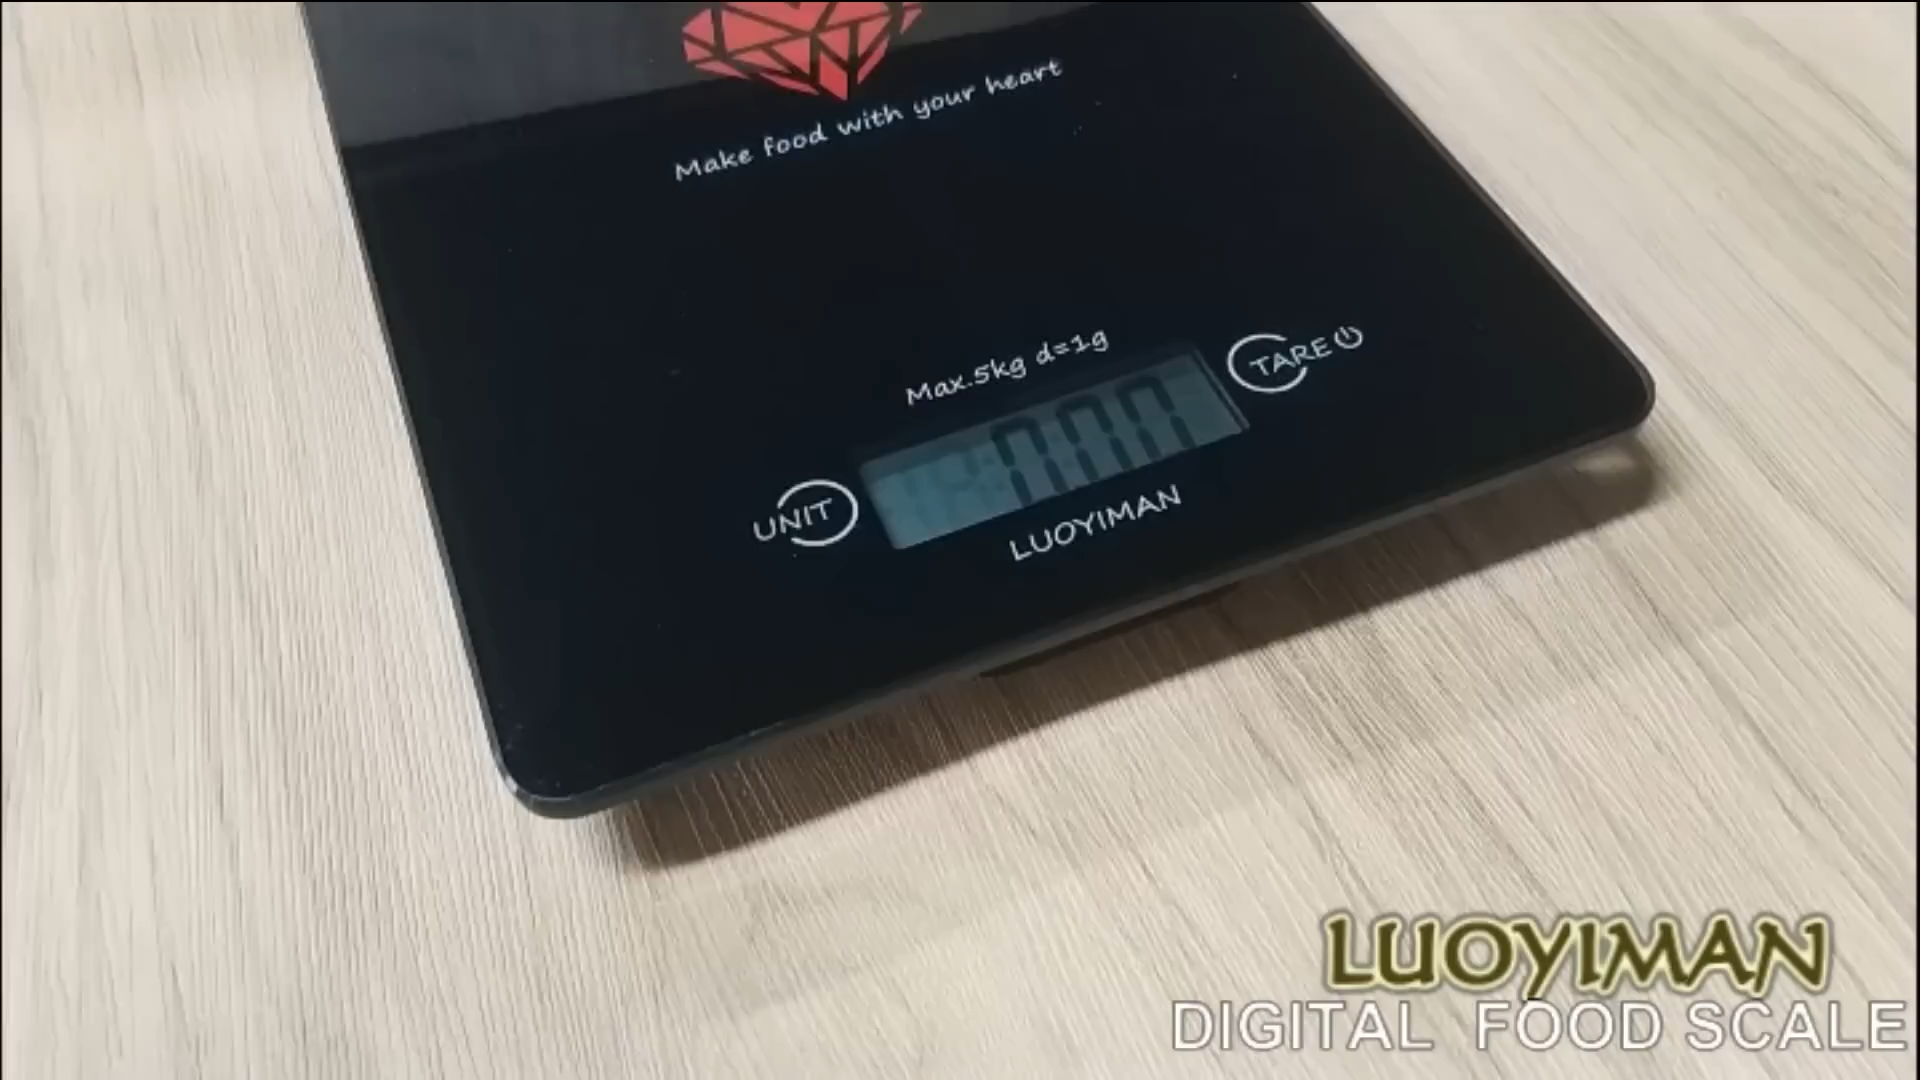 Make food with your heart
Max.5kg d=1g
TARE
UNIT
LUOYIMAN
LUOYIMAN
DIGITAL FOOD SCALE